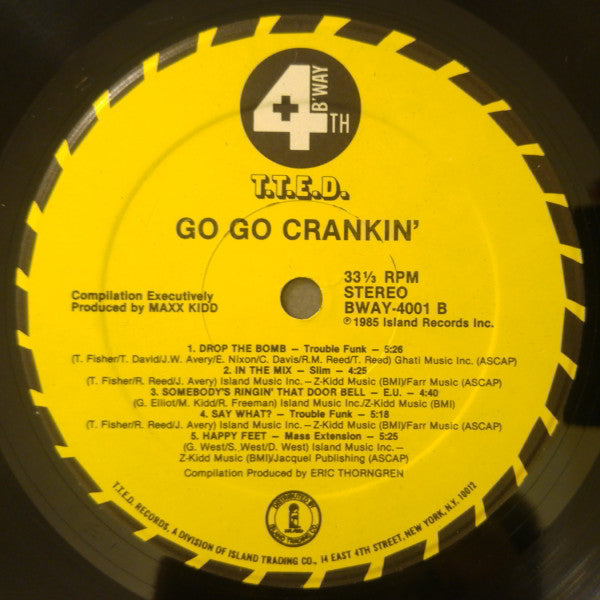 4TH
B'WAY
T.T.E.D.
GO GO CRANKIN'
Compilation Executively
Produced by MAXX KIDD
33⅓ RPM
STEREO
BWAY-4001 B
℗1985 Island Records Inc.
1. DROP THE BOMB – Trouble Funk – 5:26
(T. Fisher/T. David/J.W. Avery/E. Nixon/C. Davis/R.M. Reed/T. Reed) Ghati Music Inc. (ASCAP)
2. IN THE MIX – Slim – 4:25
(T.Fisher/R. Reed/J. Avery) Island Music Inc. – Z-Kidd Music (BMI)/Farr Music (ASCAP)
3. SOMEBODY'S RINGIN' THAT DOOR BELL – E.U. – 4:40
(G. Elliot/M. Kidd/R. Freeman) Island Music Inc./Z-Kidd Music (BMI)
4. SAY WHAT? – Trouble Funk – 5:18
(T.Fisher/R. Reed/J. Avery) Island Music Inc. – Z-Kidd Music (BMI)/Farr Music (ASCAP)
5. HAPPY FEET – Mass Extension – 5:25
(G. West/S. West/D. West) Island Music Inc. –
Z-Kidd Music (BMI)/Jacquel Publishing (ASCAP)
Compilation Produced by ERIC THORNGREN
DISTRIBUTED BY
ISLAND TRADING CO.
T.T.E.D. RECORDS, A DIVISION OF ISLAND TRADING CO., 14 EAST 4TH STREET, NEW YORK, N.Y. 10012